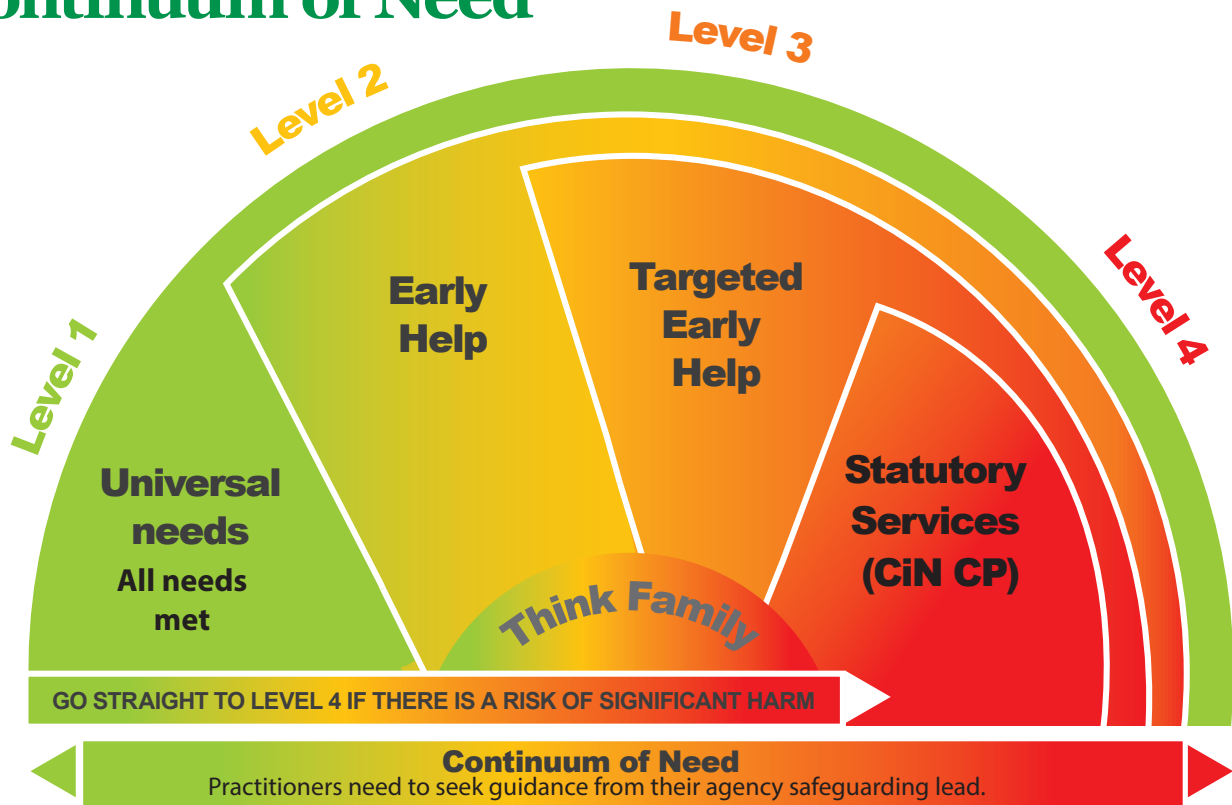 ontinuum of Need
Level 1
Level 2
Level 3
Level 4
Universal
needs
All needs
met
Early
Help
Targeted
Early
Help
Statutory
Services
(CiN CP)
Think Family
GO STRAIGHT TO LEVEL 4 IF THERE IS A RISK OF SIGNIFICANT HARM
Continuum of Need
Practitioners need to seek guidance from their agency safeguarding lead.